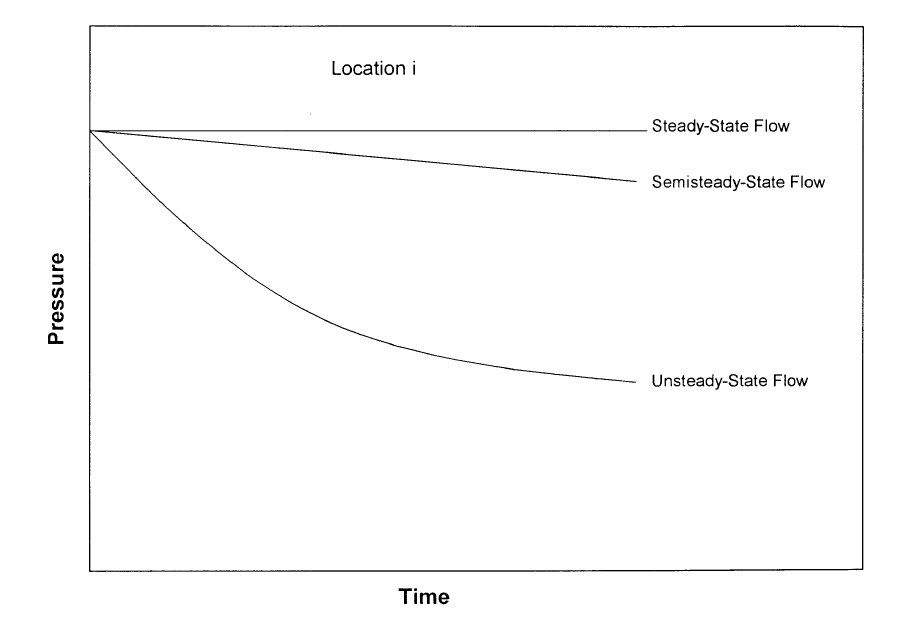 Location i
Steady-State Flow
Semisteady-State Flow
Pressure
Unsteady-State Flow
Time